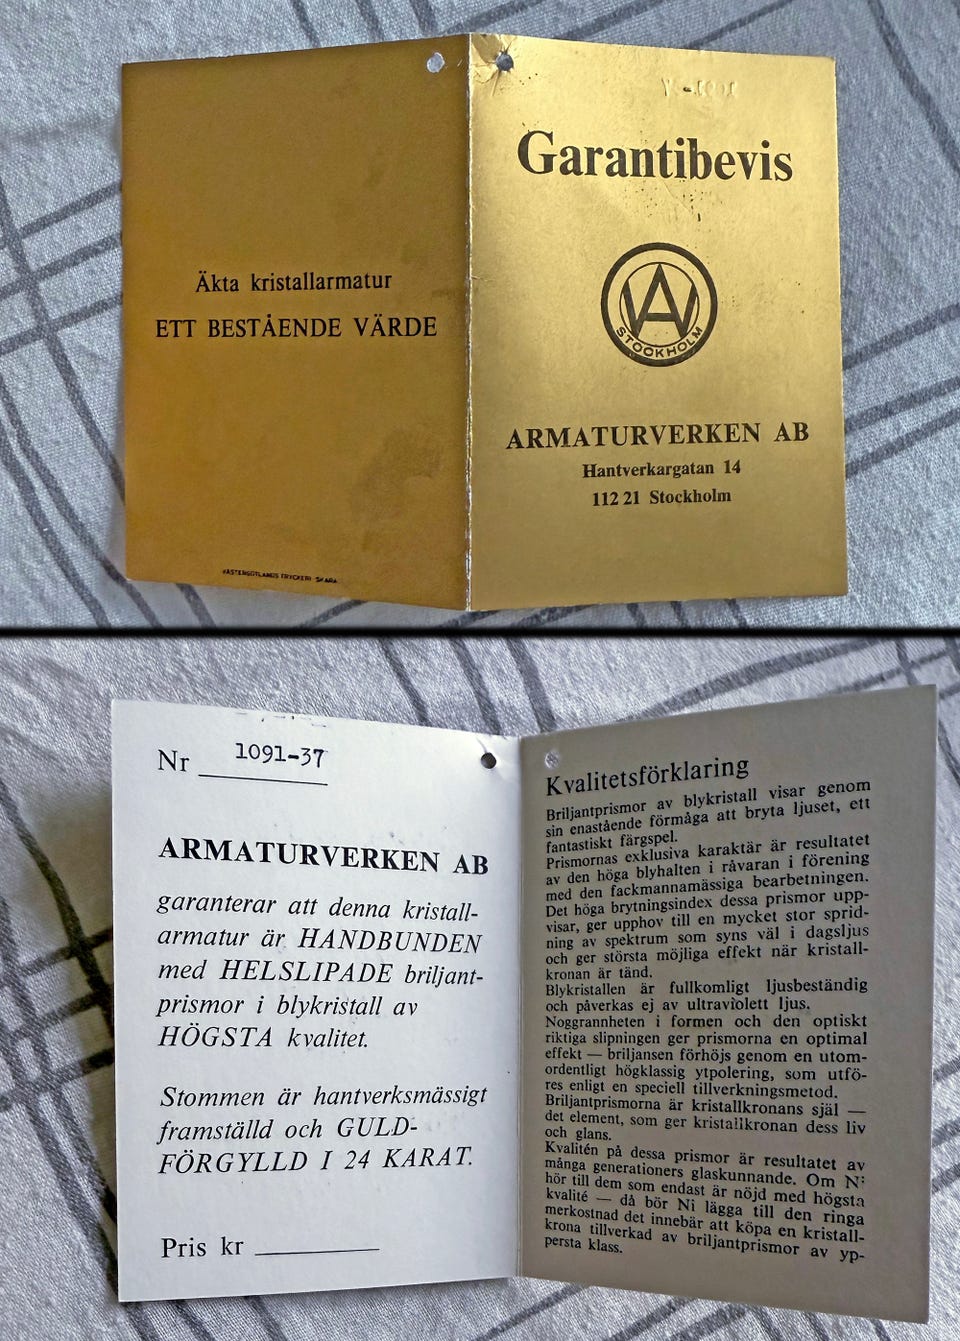 Äkta kristallarmatur
ETT BESTÅENDE VÄRDE
VÄSTERGÖTLANDS TRYCKERI SKARA
Garantibevis
WA
STOCKHOLM
ARMATURVERKEN AB
Hantverkargatan 14
112 21 Stockholm
Nr 1091-37
ARMATURVERKEN AB
garanterar att denna kristall-
armatur är HANDBUNDEN
med HELSLIPADE briljant-
prismor i blykristall av
HÖGSTA kvalitet.
Stommen är hantverksmässigt
framställd och GULD-
FÖRGYLLD I 24 KARAT.
Pris kr
Kvalitetsförklaring
Briljantprismor av blykristall visar genom
sin enastående förmåga att bryta ljuset, ett
fantastiskt färgspel.
Prismornas exklusiva karaktär är resultatet
av den höga blyhalten i råvaran i förening
med den fackmannamässiga bearbetningen.
Det höga brytningsindex dessa prismor upp-
visar, ger upphov till en mycket stor sprid-
ning av spektrum som syns väl i dagsljus
och ger största möjliga effekt när kristall-
kronan är tänd.
Blykristallen är fullkomligt ljusbeständig
och påverkas ej av ultraviolett ljus.
Noggrannheten i formen och den optiskt
riktiga slipningen ger prismorna en optimal
effekt — briljansen förhöjs genom en utom-
ordentligt högklassig ytpolering, som utfö-
res enligt en speciell tillverkningsmetod.
Briljantprismorna är kristallkronans själ —
det element, som ger kristallkronan dess liv
och glans.
Kvalitén på dessa prismor är resultatet av
många generationers glaskunnande. Om Ni
hör till dem som endast är nöjd med högsta
kvalité — då bör Ni lägga till den ringa
merkostnad det innebär att köpa en kristall-
krona tillverkad av briljantprismor av yp-
persta klass.